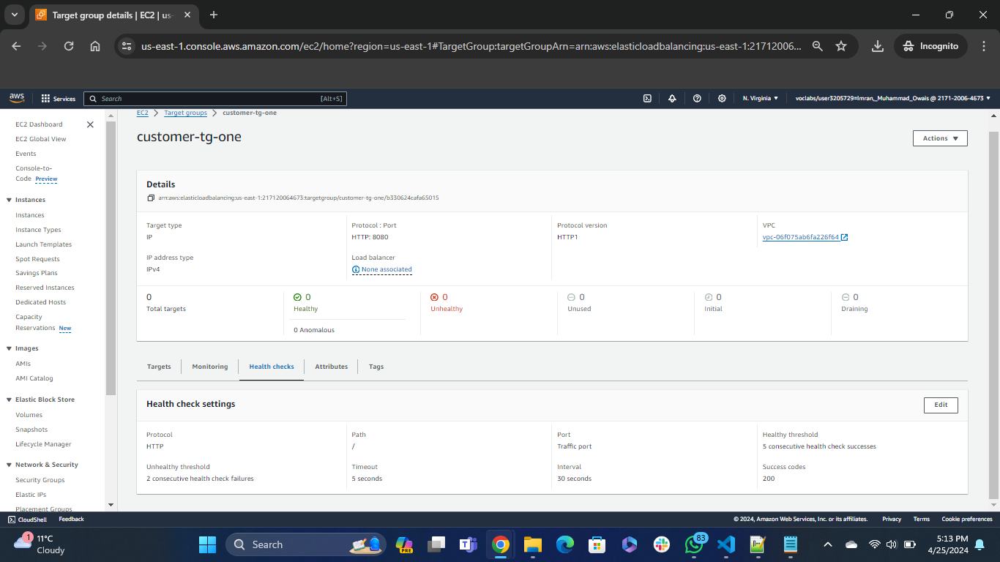 Target group details | EC2 | us-
us-east-1.console.aws.amazon.com/ec2/home?region=us-east-1#TargetGroup:targetGroupArn=arn:aws:elasticloadbalancing:us-east-1:21712006...
Incognito
aws
Services
Search
[Alt+S]
N. Virginia
voclabs/user3205729=Imran,_Muhammad_Owais @ 2171-2006-4673
EC2 Dashboard
EC2 Global View
Events
Console-to-
Code Preview
Instances
Instances
Instance Types
Launch Templates
Spot Requests
Savings Plans
Reserved Instances
Dedicated Hosts
Capacity
Reservations New
Images
AMIs
AMI Catalog
Elastic Block Store
Volumes
Snapshots
Lifecycle Manager
Network & Security
Security Groups
Elastic IPs
Placement Groups
EC2 > Target groups > customer-tg-one
customer-tg-one
Actions
Details
arn:aws:elasticloadbalancing:us-east-1:217120064673:targetgroup/customer-tg-one/b330624cafa65015
Target type
IP
Protocol : Port
HTTP: 8080
Protocol version
HTTP1
VPC
vpc-06f075ab6fa226f64
IP address type
IPv4
Load balancer
None associated
0
Total targets
0
Healthy
0 Anomalous
0
Unhealthy
0
Unused
0
Initial
0
Draining
Targets
Monitoring
Health checks
Attributes
Tags
Health check settings
Edit
Protocol
HTTP
Path
/
Port
Traffic port
Healthy threshold
5 consecutive health check successes
Unhealthy threshold
2 consecutive health check failures
Timeout
5 seconds
Interval
30 seconds
Success codes
200
CloudShell
Feedback
© 2024, Amazon Web Services, Inc. or its affiliates.
Privacy
Terms
Cookie preferences
1
11°C
Cloudy
Search
PRE
83
5:13 PM
4/25/2024